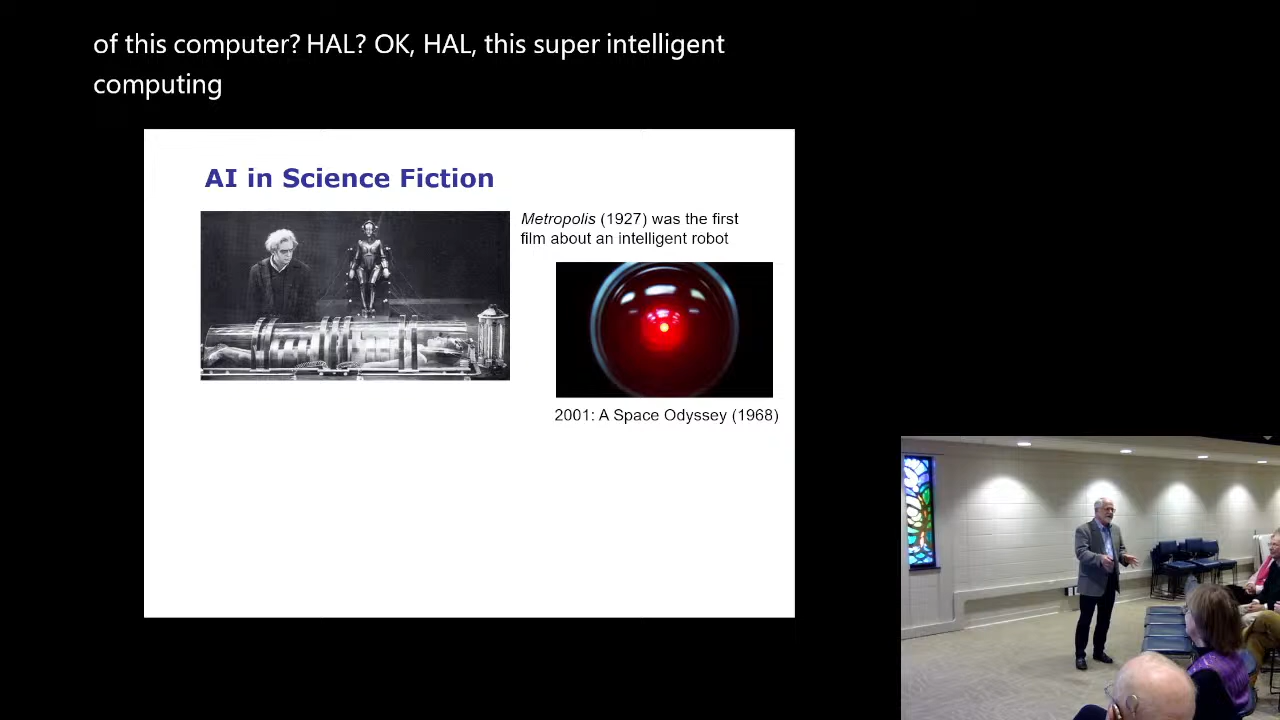 of this computer? HAL? OK, HAL, this super intelligent
computing
AI in Science Fiction
Metropolis (1927) was the first
film about an intelligent robot
2001: A Space Odyssey (1968)